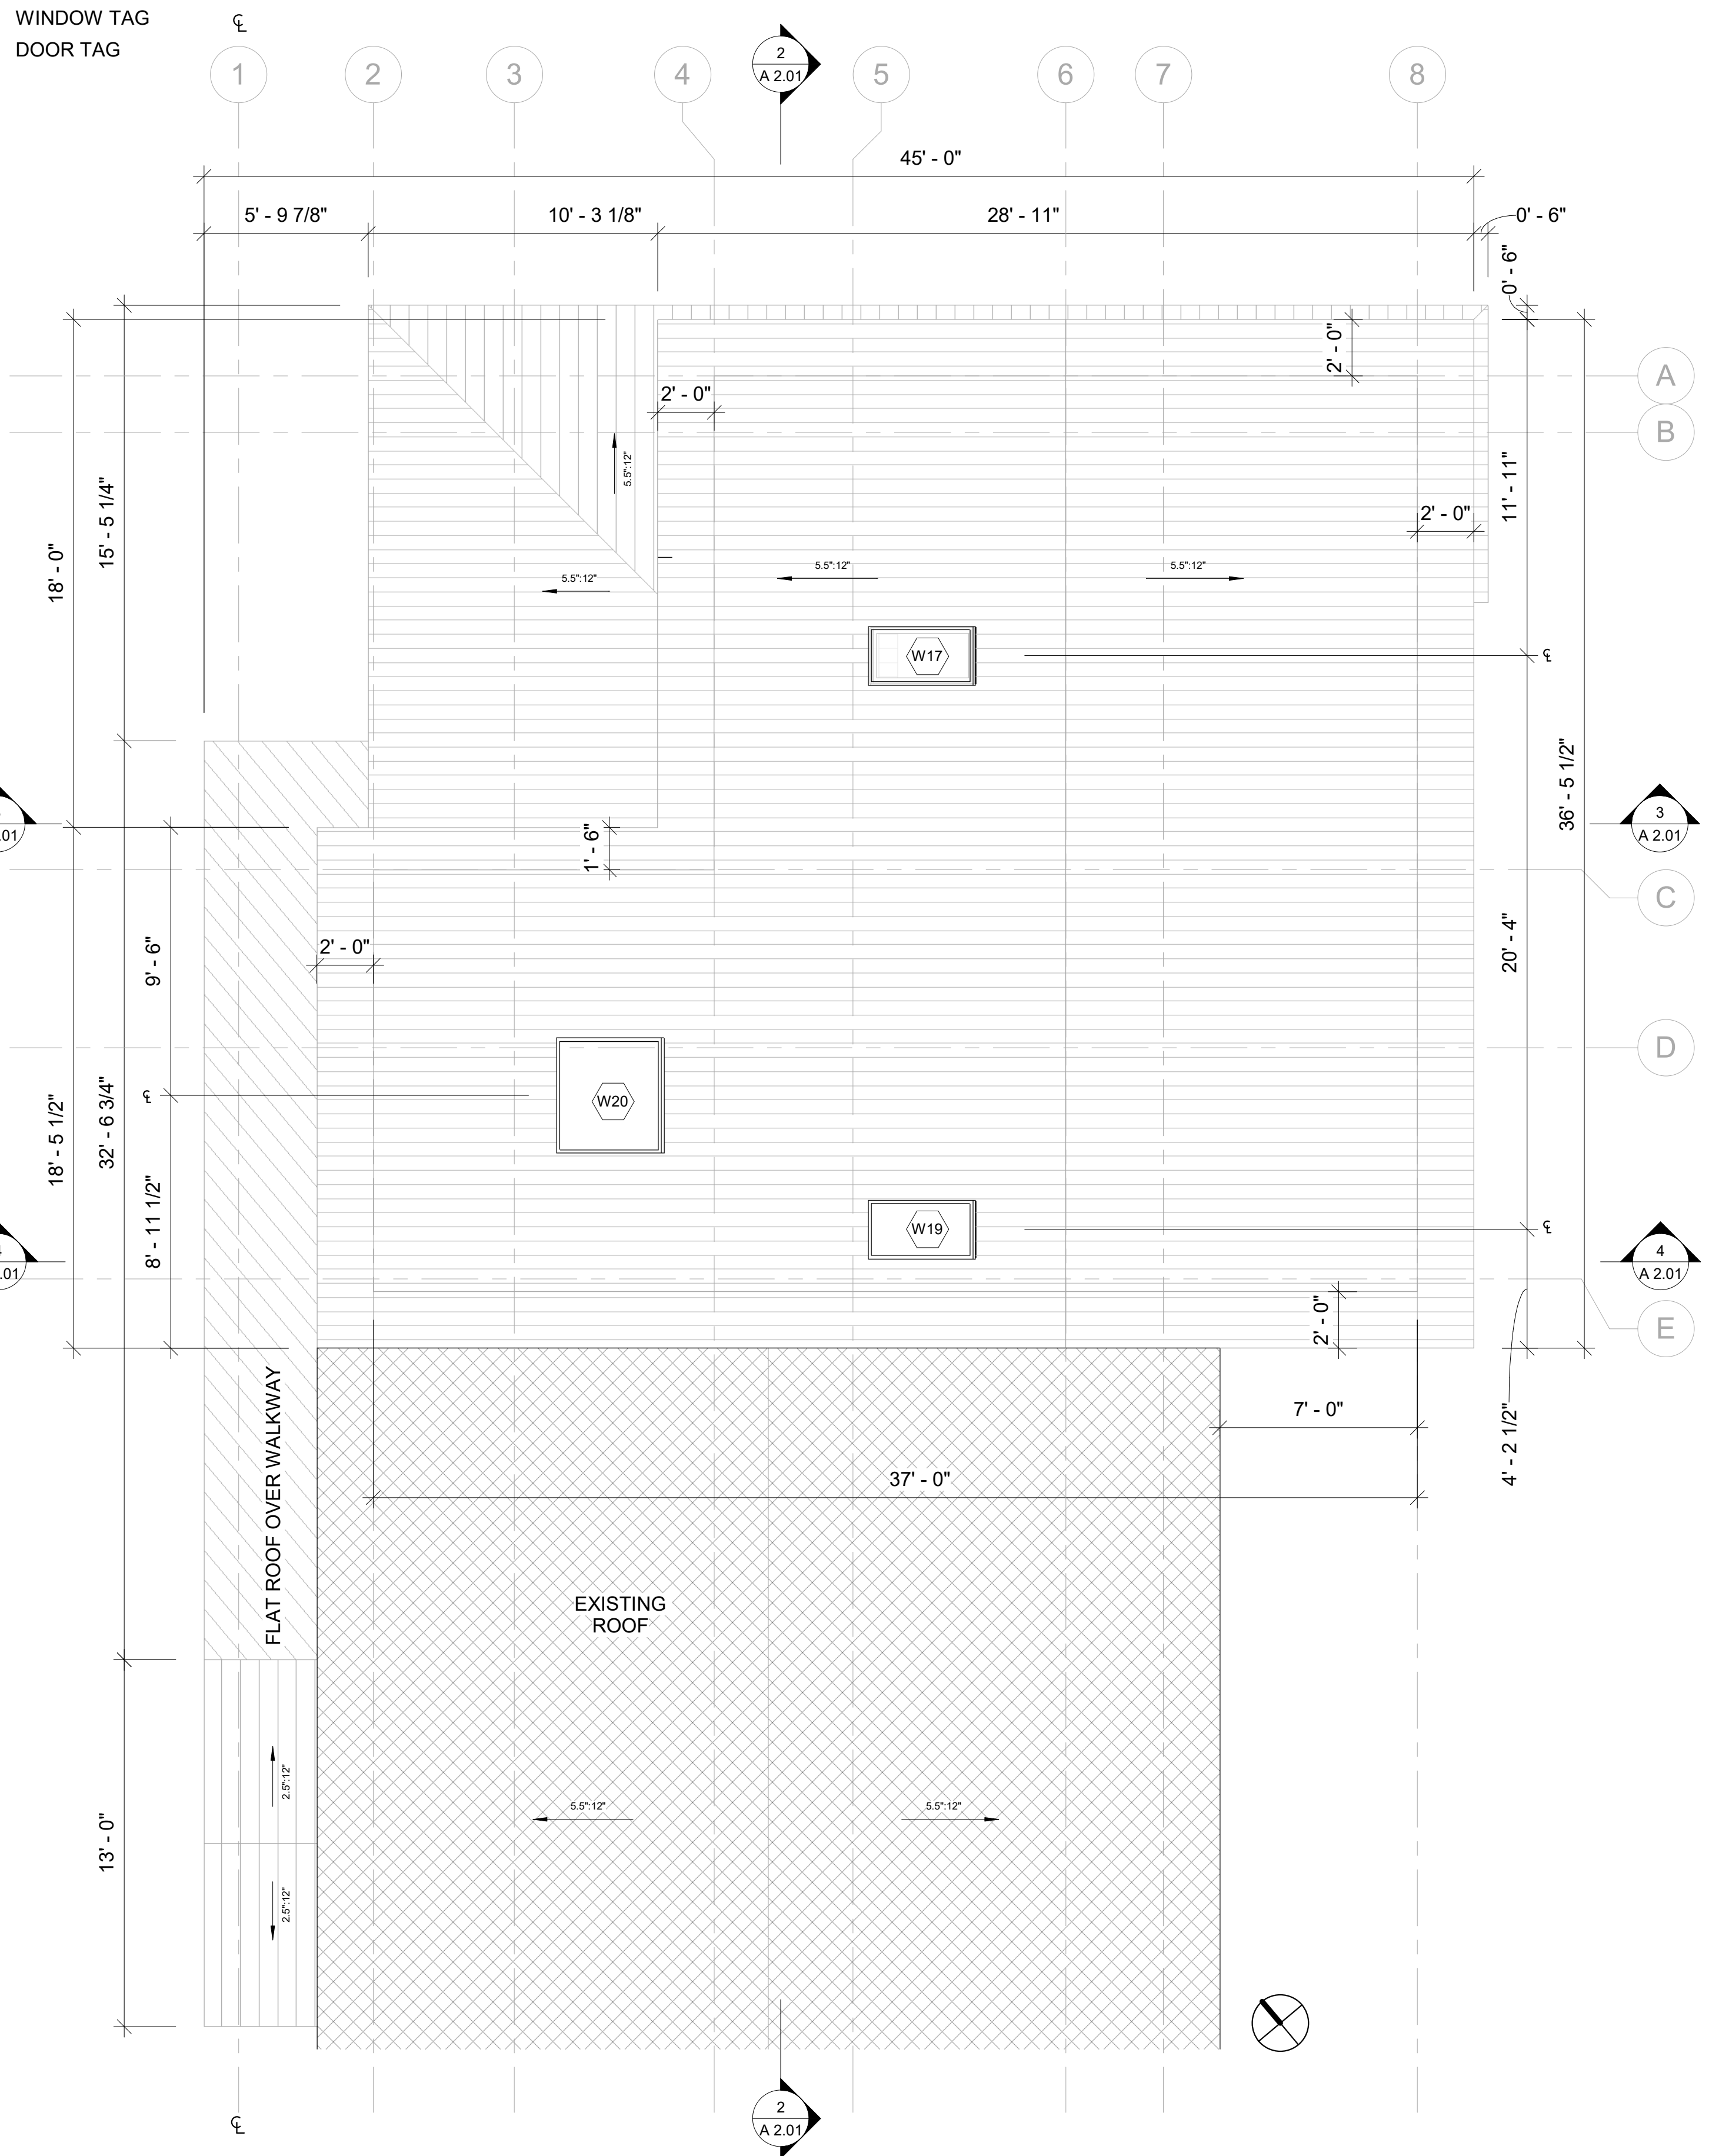 WINDOW TAG
DOOR TAG
℄
1
2
3
4
2
A 2.01
5
6
7
8
45' - 0"
5' - 9 7/8"
10' - 3 1/8"
28' - 11"
0' - 6"
0' - 6"
2' - 0"
A
2' - 0"
B
5.5":12"
15' - 5 1/4"
11' - 11"
2' - 0"
18' - 0"
5.5":12"
5.5":12"
5.5":12"
W17
℄
36' - 5 1/2"
.01
1' - 6"
3
A 2.01
C
9' - 6"
2' - 0"
20' - 4"
D
℄
W20
18' - 5 1/2"
32' - 6 3/4"
8' - 11 1/2"
W19
℄
.01
4
A 2.01
2' - 0"
E
FLAT ROOF OVER WALKWAY
7' - 0"
4' - 2 1/2"
37' - 0"
EXISTING
ROOF
2.5":12"
5.5":12"
5.5":12"
13' - 0"
2.5":12"
℄
2
A 2.01